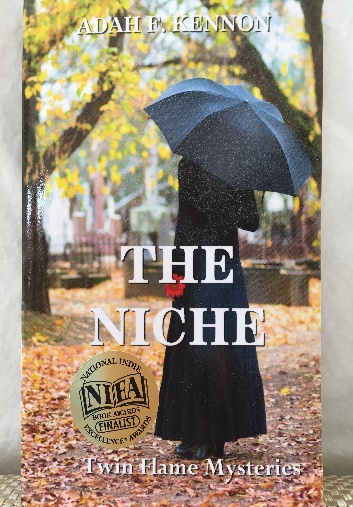 ADAH F. KENNON
THE
NICHE
NATIONAL INDIE
NIEA
BOOK AWARDS
FINALIST
EXCELLENCE AWARDS
Twin Flame Mysteries